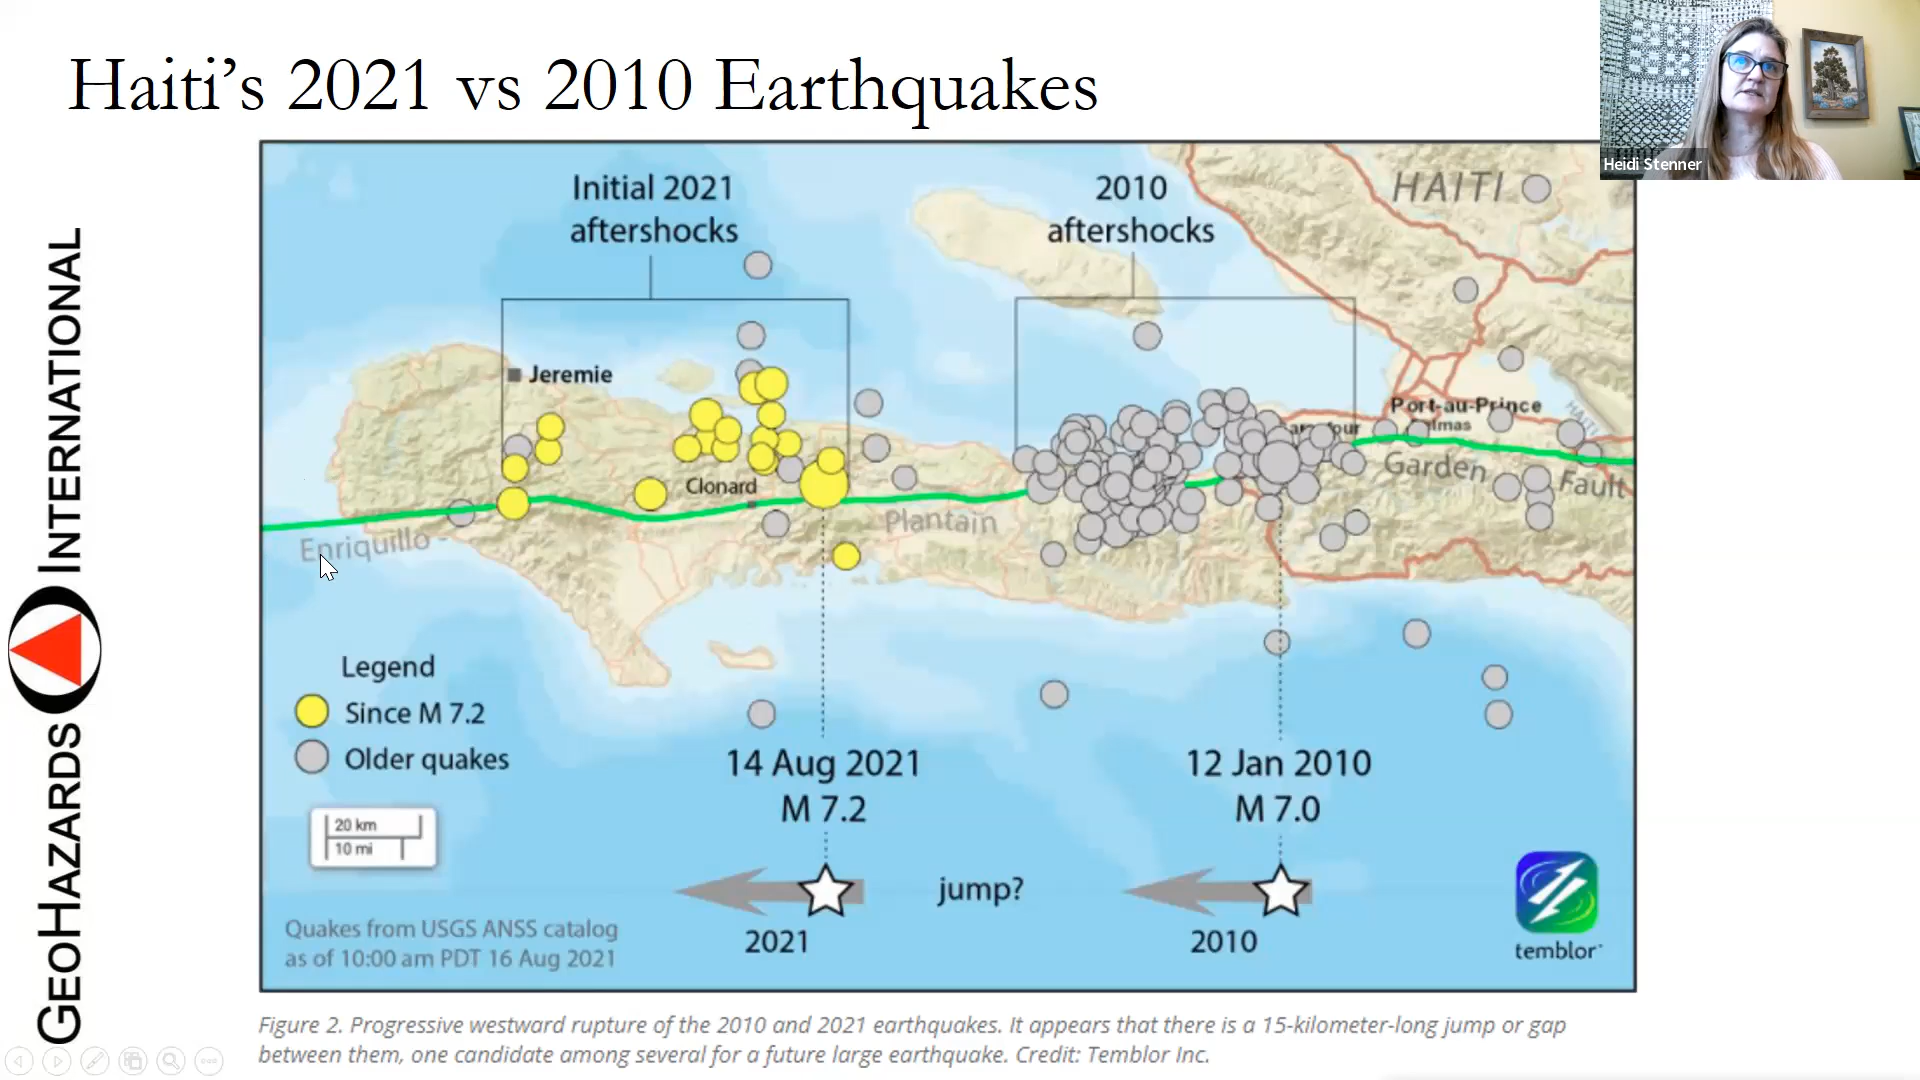 Haiti's 2021 vs 2010 Earthquakes
Heidi Stenner
GEOHAZARDS INTERNATIONAL
Initial 2021
aftershocks
2010
aftershocks
HAITI
Jeremie
Port-au-Prince
Clonard
Enriquillo - Plantain Garden Fault
Legend
Since M 7.2
Older quakes
20 km
10 mi
14 Aug 2021
M 7.2
12 Jan 2010
M 7.0
jump?
2021
2010
Quakes from USGS ANSS catalog
as of 10:00 am PDT 16 Aug 2021
temblor
Figure 2. Progressive westward rupture of the 2010 and 2021 earthquakes. It appears that there is a 15-kilometer-long jump or gap
between them, one candidate among several for a future large earthquake. Credit: Temblor Inc.